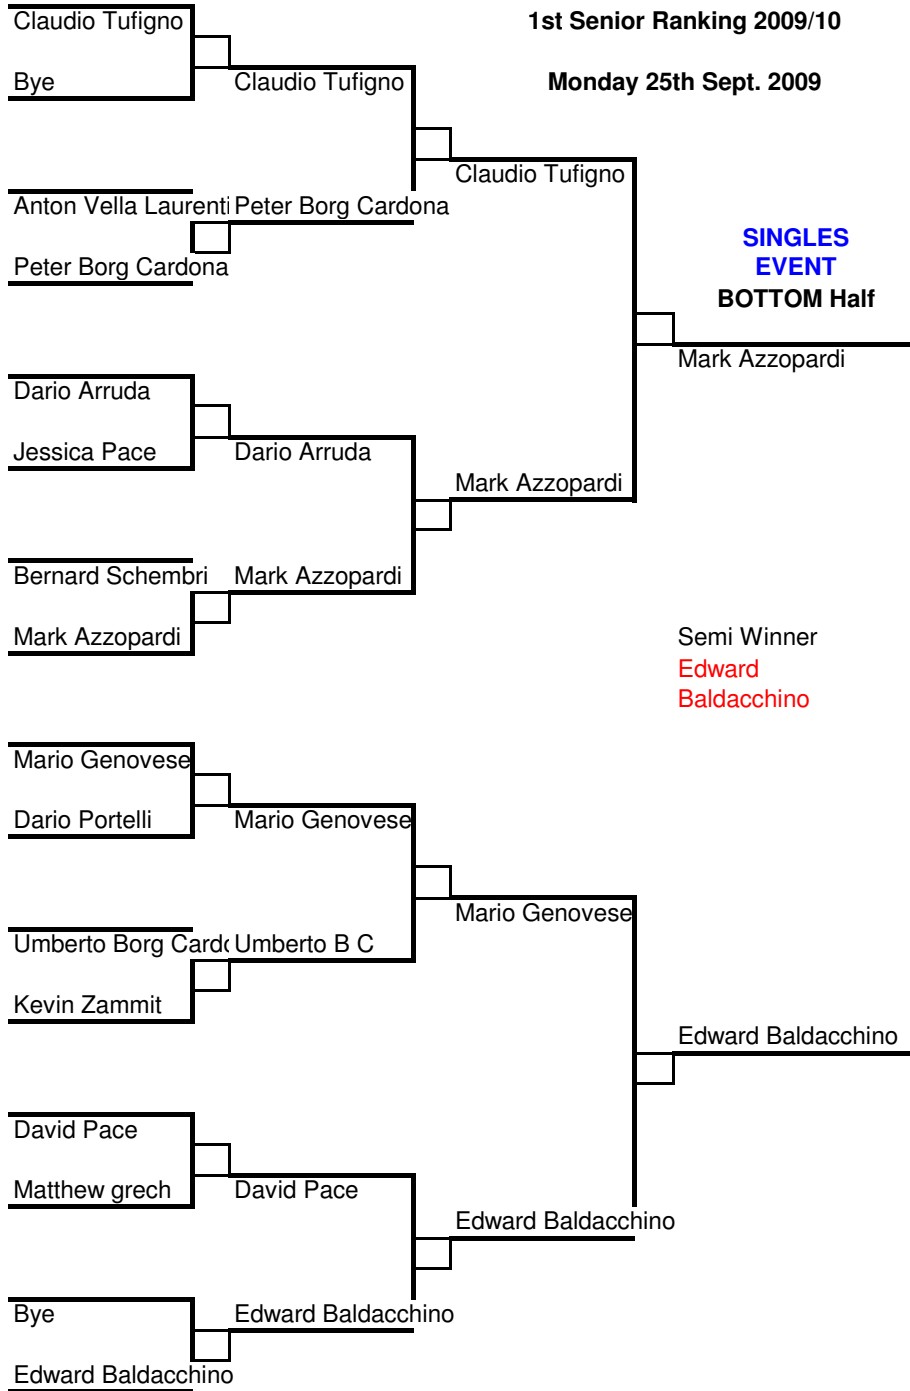 Claudio Tufigno
1st Senior Ranking 2009/10
Bye
Claudio Tufigno
Monday 25th Sept. 2009
Claudio Tufigno
Anton Vella Laurenti
Peter Borg Cardona
SINGLES
Peter Borg Cardona
EVENT
BOTTOM Half
Mark Azzopardi
Dario Arruda
Jessica Pace
Dario Arruda
Mark Azzopardi
Bernard Schembri
Mark Azzopardi
Mark Azzopardi
Semi Winner
Edward
Baldacchino
Mario Genovese
Dario Portelli
Mario Genovese
Mario Genovese
Umberto Borg Cardo
Umberto B C
Kevin Zammit
Edward Baldacchino
David Pace
Matthew grech
David Pace
Edward Baldacchino
Bye
Edward Baldacchino
Edward Baldacchino